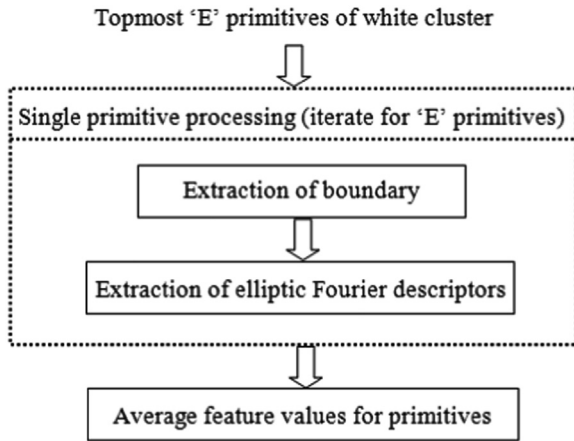 Topmost ‘E’ primitives of white cluster
Single primitive processing (iterate for ‘E’ primitives)
Extraction of boundary
Extraction of elliptic Fourier descriptors
Average feature values for primitives